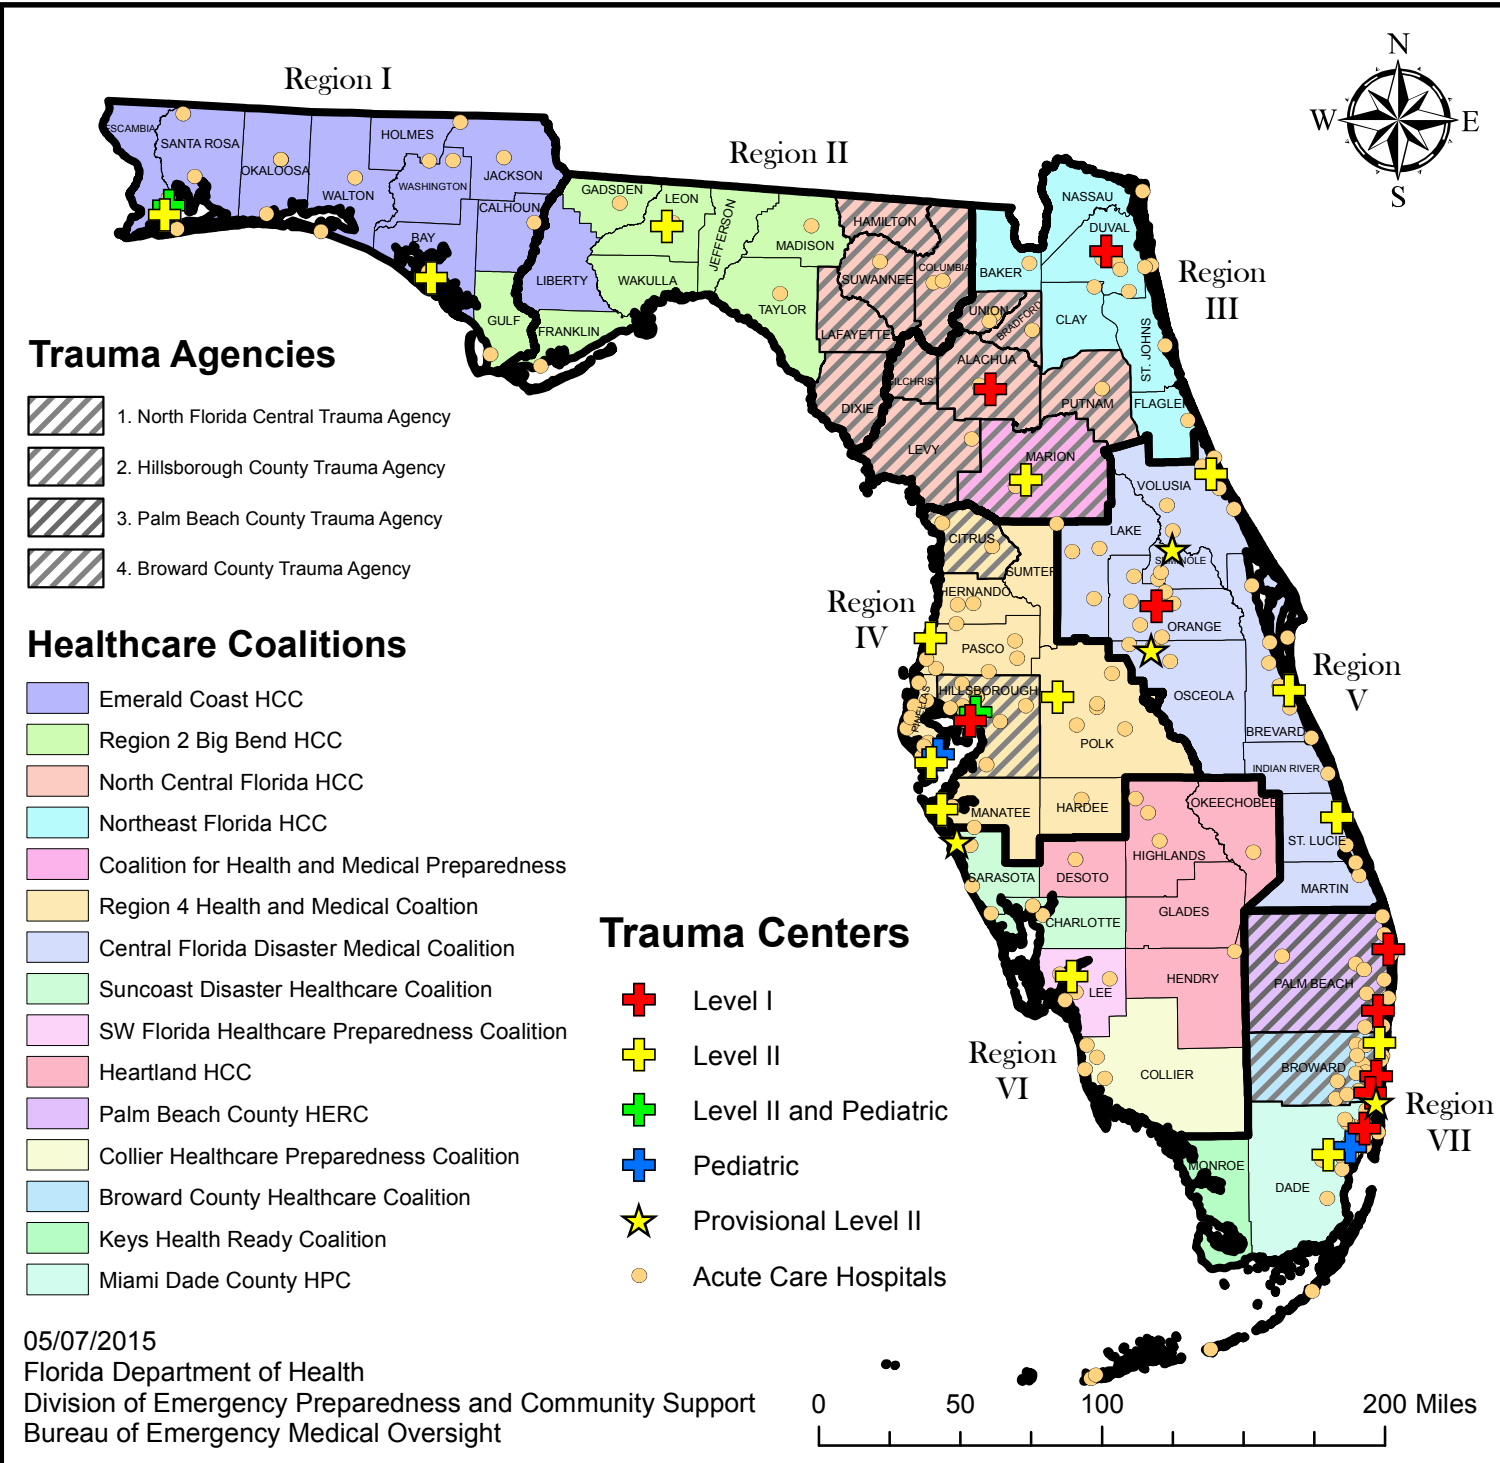 Region I
Region II
Region
III
Region
IV
Region
V
Region
VI
Region
VII
N
W
E
S
ESCAMBIA
SANTA ROSA
OKALOOSA
WALTON
HOLMES
WASHINGTON
JACKSON
CALHOUN
BAY
GULF
LIBERTY
GADSDEN
LEON
JEFFERSON
MADISON
WAKULLA
FRANKLIN
TAYLOR
HAMILTON
SUWANNEE
COLUMBIA
LAFAYETTE
DIXIE
NASSAU
DUVAL
BAKER
UNION
BRADFORD
CLAY
ST. JOHNS
ALACHUA
GILCHRIST
PUTNAM
FLAGLER
LEVY
MARION
VOLUSIA
CITRUS
LAKE
SUMTER
SEMINOLE
HERNANDO
ORANGE
PASCO
OSCEOLA
HILLSBOROUGH
PINELLAS
POLK
BREVARD
INDIAN RIVER
MANATEE
HARDEE
OKEECHOBEE
ST. LUCIE
HIGHLANDS
SARASOTA
DESOTO
MARTIN
CHARLOTTE
GLADES
LEE
HENDRY
PALM BEACH
COLLIER
BROWARD
MONROE
DADE
Trauma Agencies
1. North Florida Central Trauma Agency
2. Hillsborough County Trauma Agency
3. Palm Beach County Trauma Agency
4. Broward County Trauma Agency
Healthcare Coalitions
Emerald Coast HCC
Region 2 Big Bend HCC
North Central Florida HCC
Northeast Florida HCC
Coalition for Health and Medical Preparedness
Region 4 Health and Medical Coaltion
Central Florida Disaster Medical Coalition
Suncoast Disaster Healthcare Coalition
SW Florida Healthcare Preparedness Coalition
Heartland HCC
Palm Beach County HERC
Collier Healthcare Preparedness Coalition
Broward County Healthcare Coalition
Keys Health Ready Coalition
Miami Dade County HPC
Trauma Centers
Level I
Level II
Level II and Pediatric
Pediatric
Provisional Level II
Acute Care Hospitals
05/07/2015
Florida Department of Health
Division of Emergency Preparedness and Community Support
Bureau of Emergency Medical Oversight
0 50 100 200 Miles